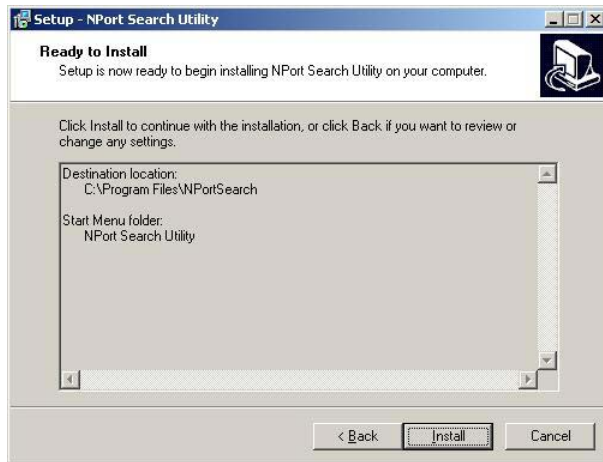 Setup - NPort Search Utility
Ready to Install
Setup is now ready to begin installing NPort Search Utility on your computer.
Click Install to continue with the installation, or click Back if you want to review or
change any settings.
Destination location:
C:\Program Files\NPortSearch
Start Menu folder:
NPort Search Utility
< Back
Install
Cancel